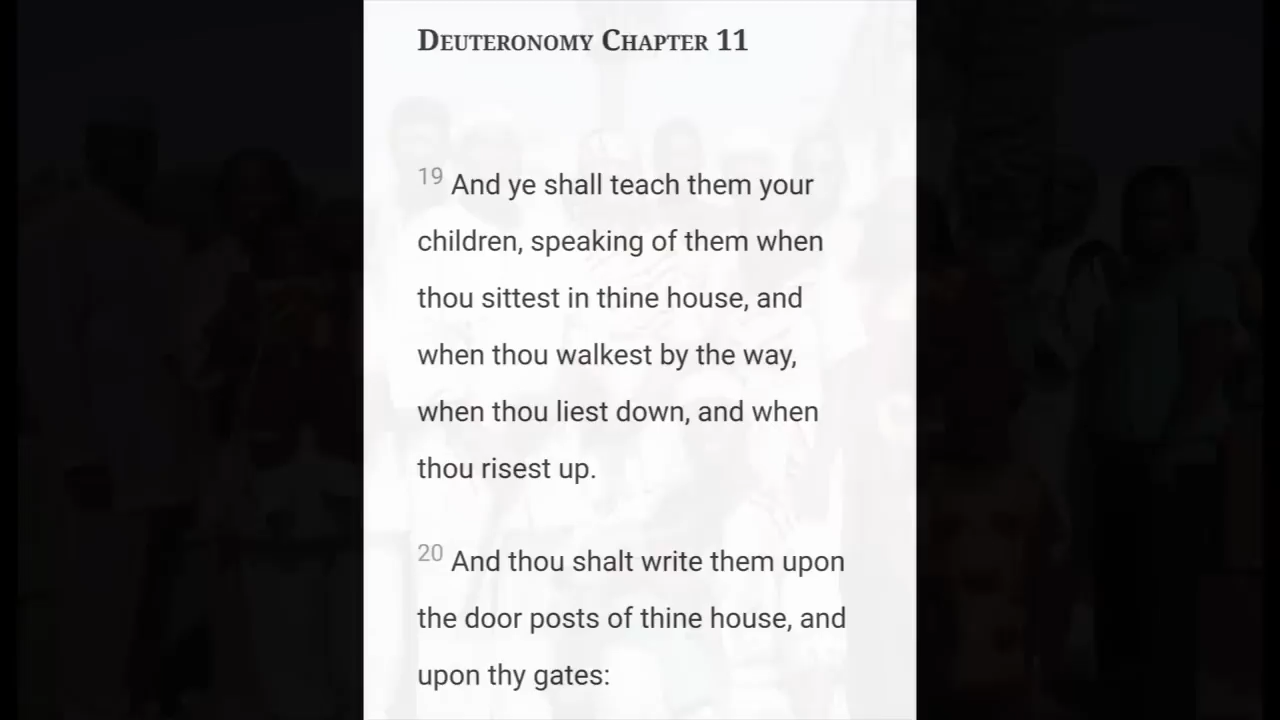 Deuteronomy Chapter 11
19 And ye shall teach them your
children, speaking of them when
thou sittest in thine house, and
when thou walkest by the way,
when thou liest down, and when
thou risest up.
20 And thou shalt write them upon
the door posts of thine house, and
upon thy gates: